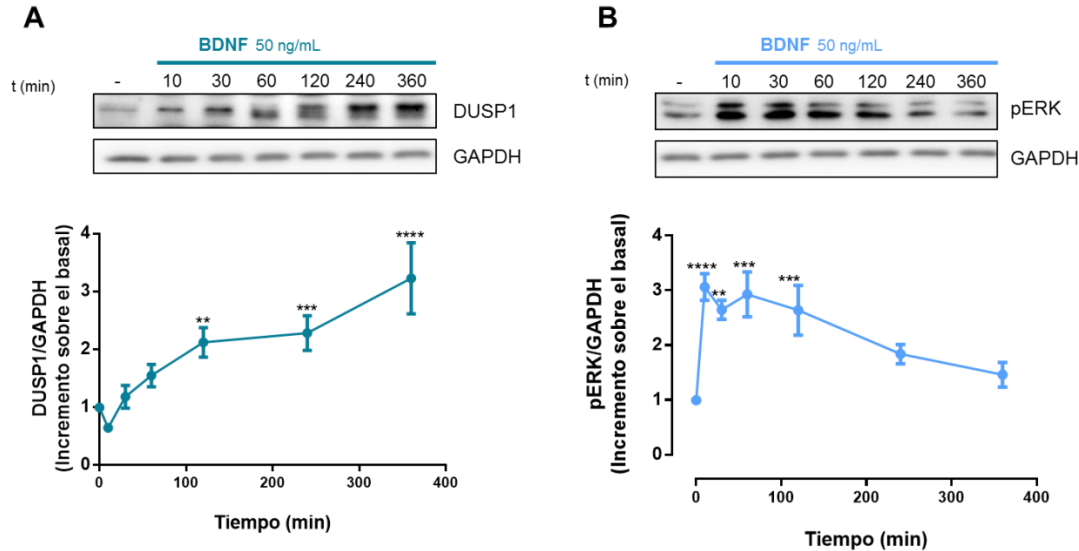 A
BDNF 50 ng/mL
t (min) - 10 30 60 120 240 360
DUSP1
GAPDH
DUSP1/GAPDH
(Incremento sobre el basal)
4
3
2
1
0
**
***
****
0 100 200 300 400
Tiempo (min)
B
BDNF 50 ng/mL
t (min) - 10 30 60 120 240 360
pERK
GAPDH
pERK/GAPDH
(Incremento sobre el basal)
4
3
2
1
0
****
**
***
***
0 100 200 300 400
Tiempo (min)